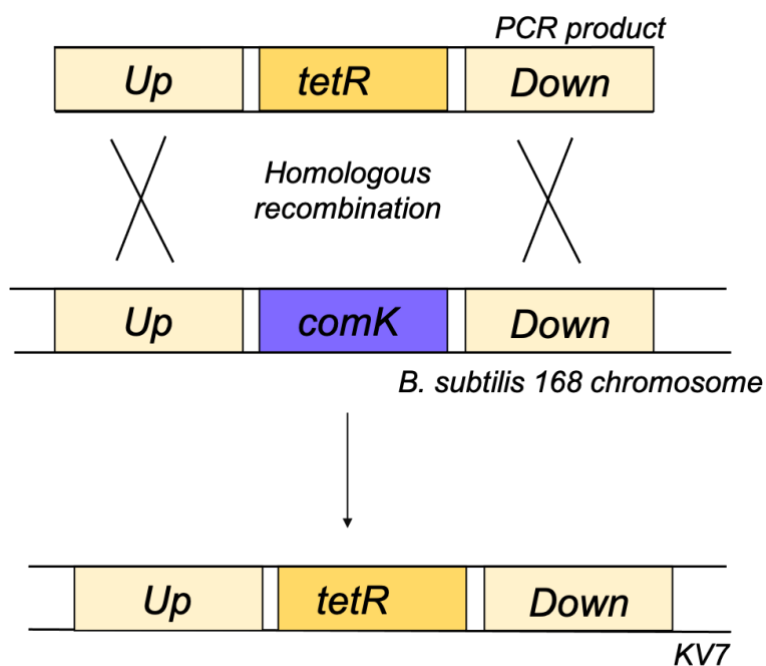 PCR product
Up tetR Down
Homologous
recombination
Up comK Down
B. subtilis 168 chromosome
Up tetR Down
KV7